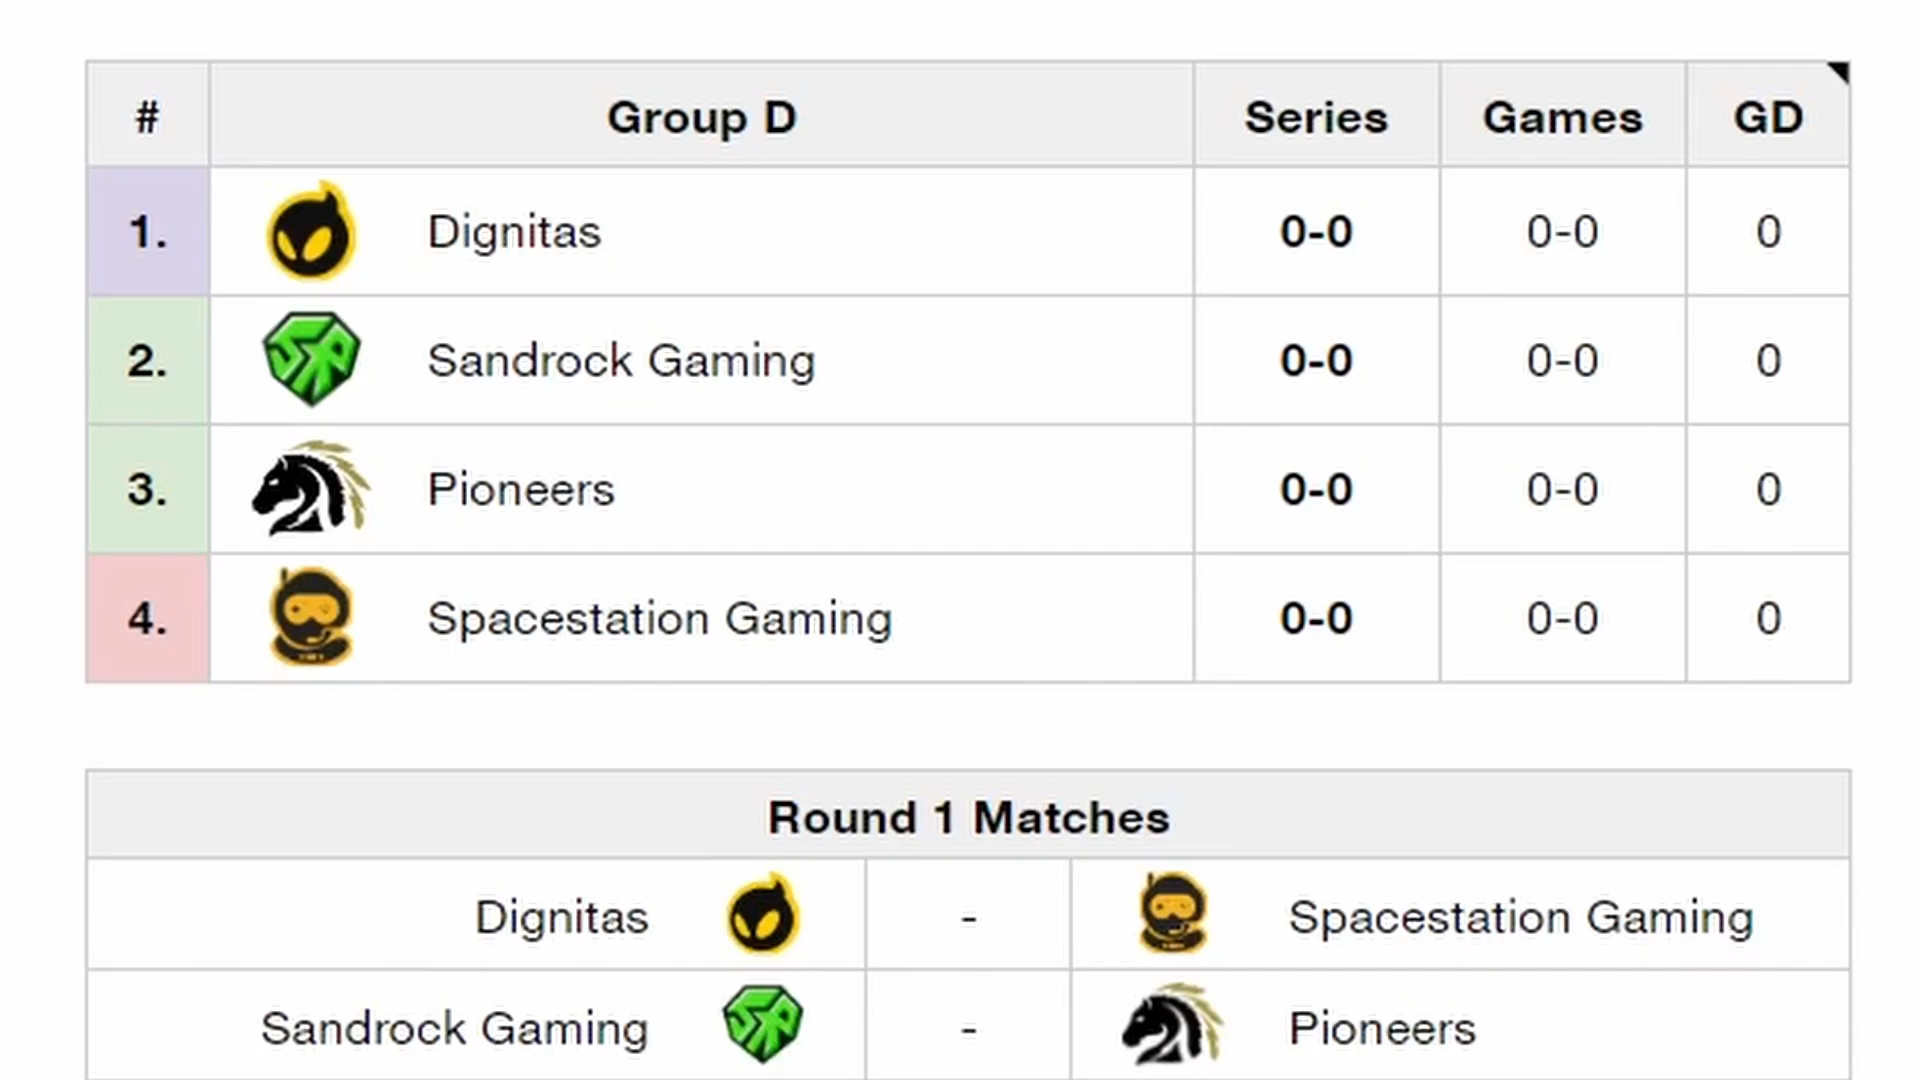 # Group D Series Games GD
1. Dignitas 0-0 0-0 0
2. Sandrock Gaming 0-0 0-0 0
3. Pioneers 0-0 0-0 0
4. Spacestation Gaming 0-0 0-0 0
Round 1 Matches
Dignitas - Spacestation Gaming
Sandrock Gaming - Pioneers